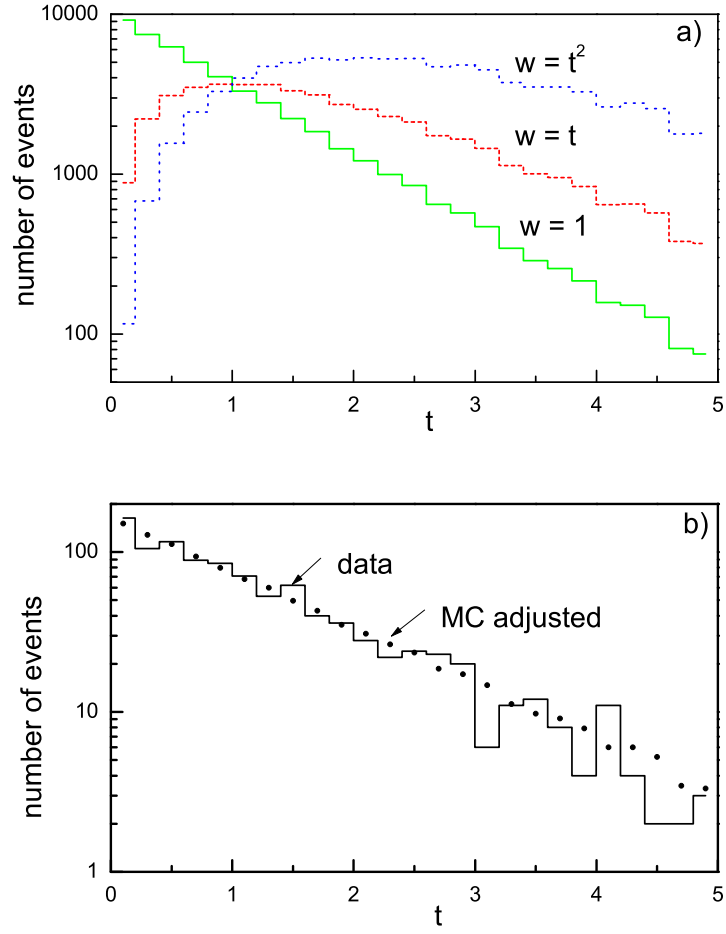 10000
1000
100
number of events
a)
w = t²
w = t
w = 1
0 1 2 3 4 5
t
100
10
1
number of events
b)
data
MC adjusted
0 1 2 3 4 5
t